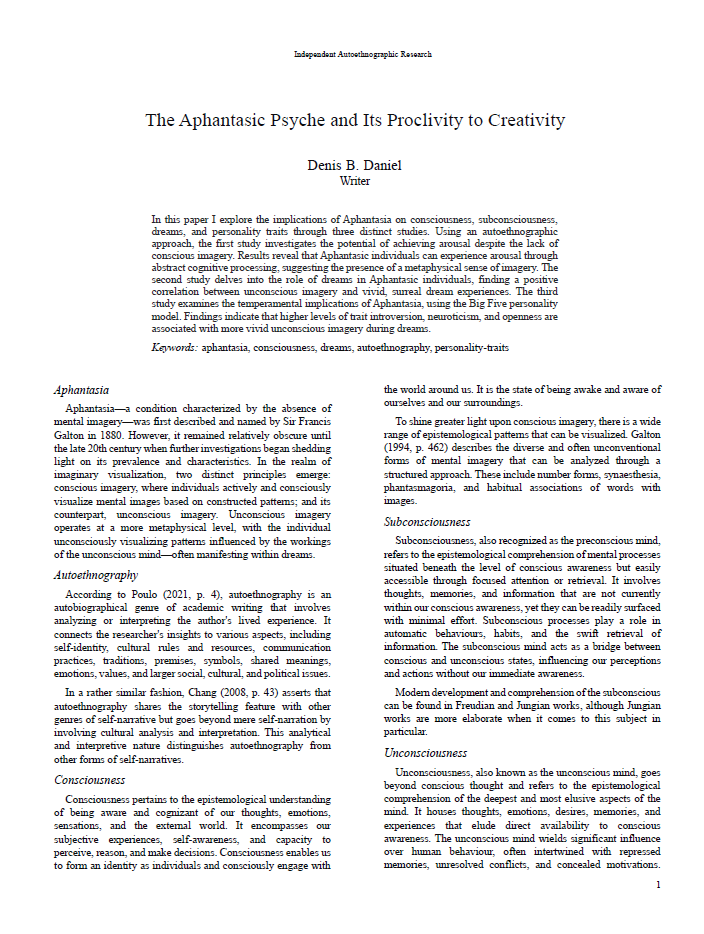 Independent Autoethnographic Research
The Aphantasic Psyche and Its Proclivity to Creativity
Denis B. Daniel
Writer
In this paper I explore the implications of Aphantasia on consciousness, subconsciousness,
dreams, and personality traits through three distinct studies. Using an autoethnographic
approach, the first study investigates the potential of achieving arousal despite the lack of
conscious imagery. Results reveal that Aphantasic individuals can experience arousal through
abstract cognitive processing, suggesting the presence of a metaphysical sense of imagery. The
second study delves into the role of dreams in Aphantasic individuals, finding a positive
correlation between unconscious imagery and vivid, surreal dream experiences. The third
study examines the temperamental implications of Aphantasia, using the Big Five personality
model. Findings indicate that higher levels of trait introversion, neuroticism, and openness are
associated with more vivid unconscious imagery during dreams.
Keywords: aphantasia, consciousness, dreams, autoethnography, personality-traits
Aphantasia
Aphantasia—a condition characterized by the absence of
mental imagery—was first described and named by Sir Francis
Galton in 1880. However, it remained relatively obscure until
the late 20th century when further investigations began shedding
light on its prevalence and characteristics. In the realm of
imaginary visualization, two distinct principles emerge:
conscious imagery, where individuals actively and consciously
visualize mental images based on constructed patterns; and its
counterpart, unconscious imagery. Unconscious imagery
operates at a more metaphysical level, with the individual
unconsciously visualizing patterns influenced by the workings
of the unconscious mind—often manifesting within dreams.
Autoethnography
According to Poulo (2021, p. 4), autoethnography is an
autobiographical genre of academic writing that involves
analyzing or interpreting the author's lived experience. It
connects the researcher's insights to various aspects, including
self-identity, cultural rules and resources, communication
practices, traditions, premises, symbols, shared meanings,
emotions, values, and larger social, cultural, and political issues.
In a rather similar fashion, Chang (2008, p. 43) asserts that
autoethnography shares the storytelling feature with other
genres of self-narrative but goes beyond mere self-narration by
involving cultural analysis and interpretation. This analytical
and interpretive nature distinguishes autoethnography from
other forms of self-narratives.
Consciousness
Consciousness pertains to the epistemological understanding
of being aware and cognizant of our thoughts, emotions,
sensations, and the external world. It encompasses our
subjective experiences, self-awareness, and capacity to
perceive, reason, and make decisions. Consciousness enables us
to form an identity as individuals and consciously engage with
the world around us. It is the state of being awake and aware of
ourselves and our surroundings.
To shine greater light upon conscious imagery, there is a wide
range of epistemological patterns that can be visualized. Galton
(1994, p. 462) describes the diverse and often unconventional
forms of mental imagery that can be analyzed through a
structured approach. These include number forms, synaesthesia,
phantasmagoria, and habitual associations of words with
images.
Subconsciousness
Subconsciousness, also recognized as the preconscious mind,
refers to the epistemological comprehension of mental processes
situated beneath the level of conscious awareness but easily
accessible through focused attention or retrieval. It involves
thoughts, memories, and information that are not currently
within our conscious awareness, yet they can be readily surfaced
with minimal effort. Subconscious processes play a role in
automatic behaviours, habits, and the swift retrieval of
information. The subconscious mind acts as a bridge between
conscious and unconscious states, influencing our perceptions
and actions without our immediate awareness.
Modern development and comprehension of the subconscious
can be found in Freudian and Jungian works, although Jungian
works are more elaborate when it comes to this subject in
particular.
Unconsciousness
Unconsciousness, also known as the unconscious mind, goes
beyond conscious thought and refers to the epistemological
comprehension of the deepest and most elusive aspects of the
mind. It houses thoughts, emotions, desires, memories, and
experiences that elude direct availability to conscious
awareness. The unconscious mind wields significant influence
over human behaviour, often intertwined with repressed
memories, unresolved conflicts, and concealed motivations.
1